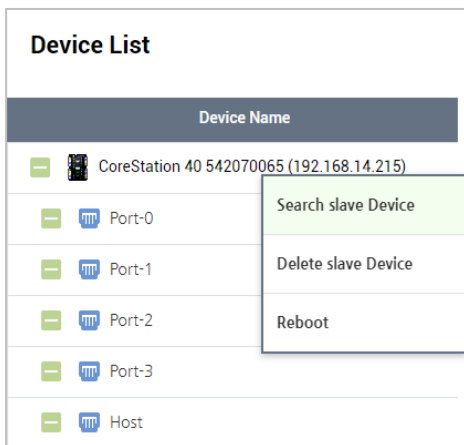 Device List
Device Name
CoreStation 40 542070065 (192.168.14.215)
Search slave Device
Port-0
Delete slave Device
Port-1
Reboot
Port-2
Port-3
Host